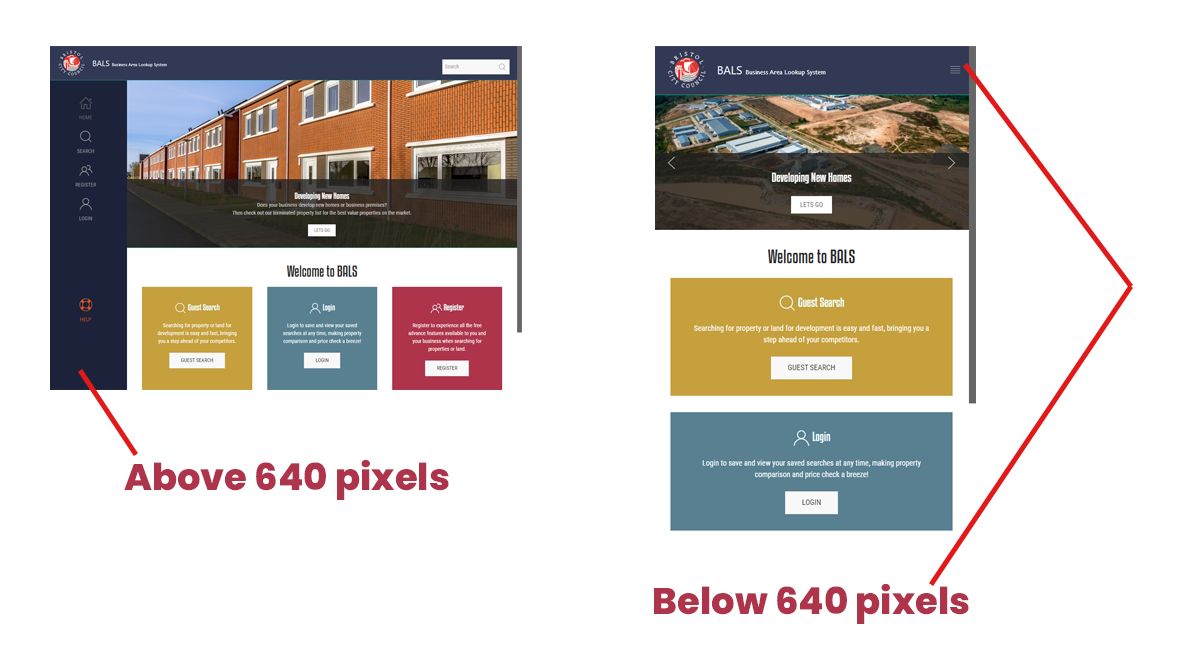 BRISTOL
CITY COUNCIL
BALS Business Area Lookup System
Search
HOME
SEARCH
REGISTER
LOGIN
HELP
Developing New Homes
Does your business develop new homes or business premises?
Then check out our terminated property list for the best value properties on the market.
LETS GO
Welcome to BALS
Guest Search
Searching for property or land for
development is easy and fast, bringing
you a step ahead of your competitors.
GUEST SEARCH
Login
Login to save and view your saved
searches at any time, making property
comparison and price check a breeze!
LOGIN
Register
Register to experience all the free
advance features available to you and
your business when searching for
properties or land.
REGISTER
Above 640 pixels
BRISTOL
CITY COUNCIL
BALS Business Area Lookup System
Developing New Homes
LETS GO
Welcome to BALS
Guest Search
Searching for property or land for development is easy and fast, bringing you a
step ahead of your competitors.
GUEST SEARCH
Login
Login to save and view your saved searches at any time, making property
comparison and price check a breeze!
LOGIN
Below 640 pixels